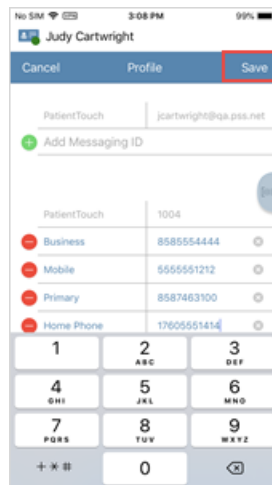 No SIM 3:08 PM 99%
Judy Cartwright
Cancel Profile Save
PatientTouch jcartwright@qa.pss.net
Add Messaging ID
PatientTouch 1004
Business 8585554444
Mobile 5555551212
Primary 8587463100
Home Phone 17605551414
1 2 3
ABC DEF
4 5 6
GHI JKL MNO
7 8 9
PQRS TUV WXYZ
+ * # 0